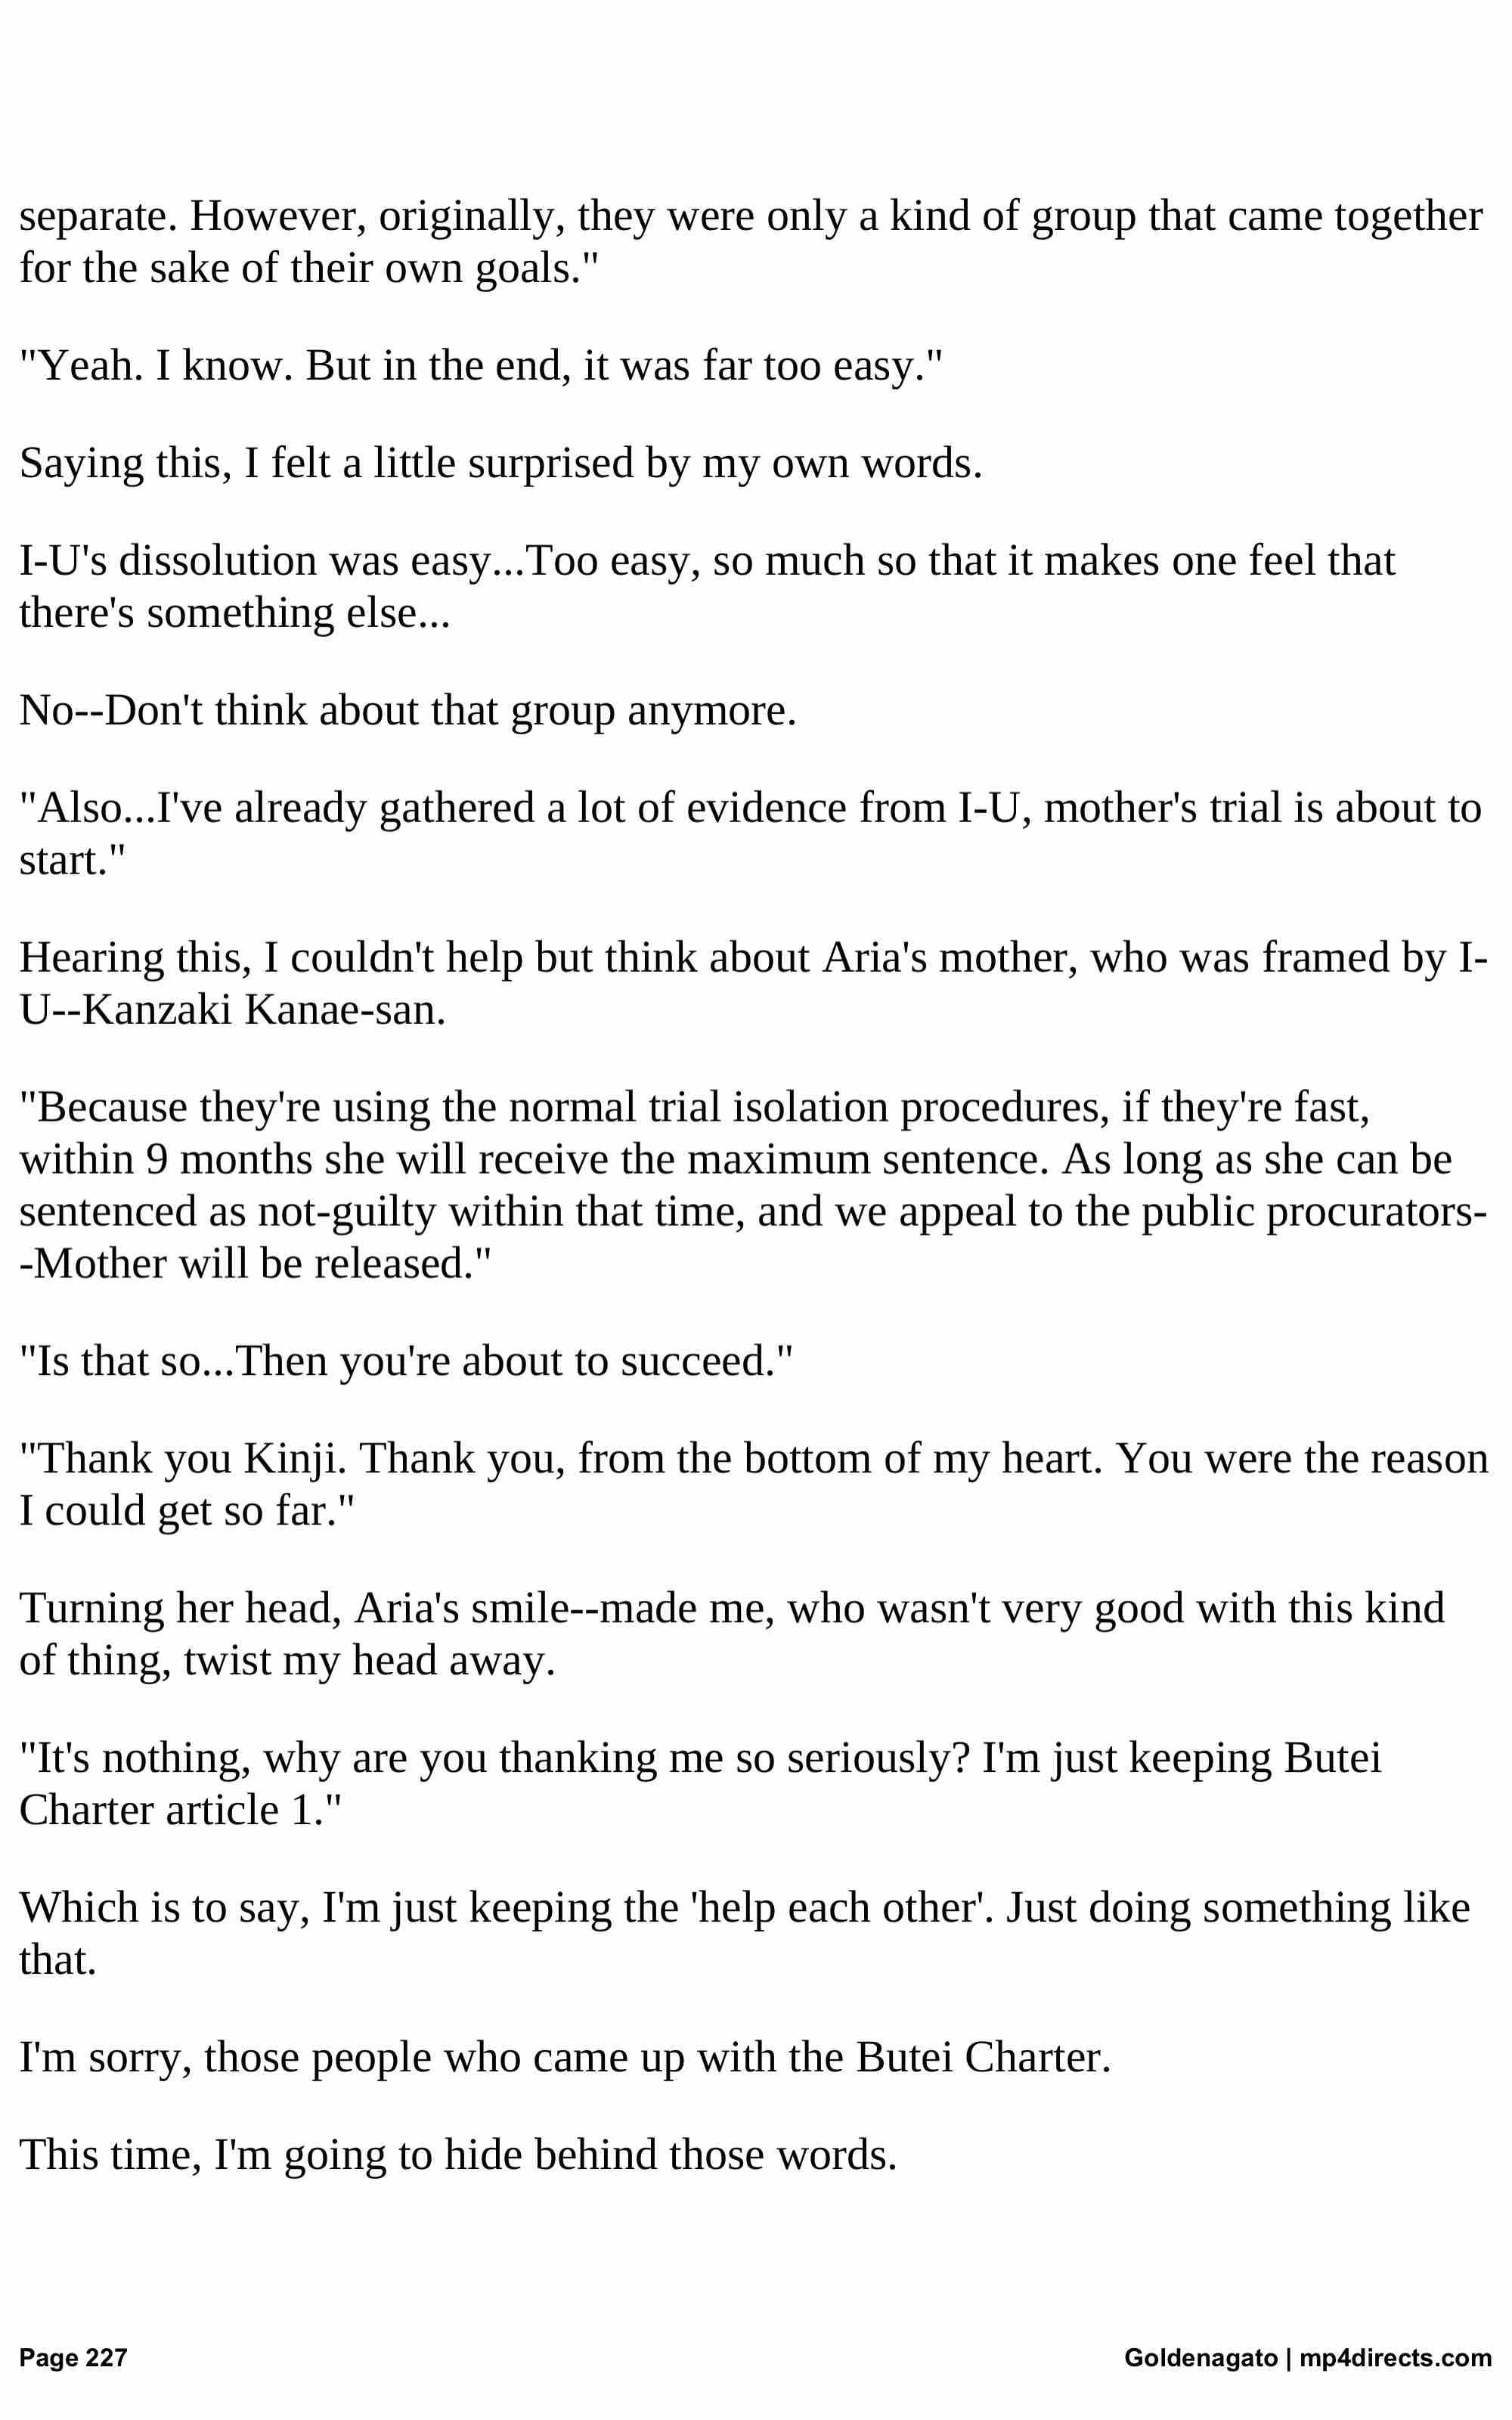 separate. However, originally, they were only a kind of group that came together
for the sake of their own goals."
"Yeah. I know. But in the end, it was far too easy."
Saying this, I felt a little surprised by my own words.
I-U's dissolution was easy...Too easy, so much so that it makes one feel that
there's something else...
No--Don't think about that group anymore.
"Also...I've already gathered a lot of evidence from I-U, mother's trial is about to
start."
Hearing this, I couldn't help but think about Aria's mother, who was framed by I-
U--Kanzaki Kanae-san.
"Because they're using the normal trial isolation procedures, if they're fast,
within 9 months she will receive the maximum sentence. As long as she can be
sentenced as not-guilty within that time, and we appeal to the public procurators-
-Mother will be released."
"Is that so...Then you're about to succeed."
"Thank you Kinji. Thank you, from the bottom of my heart. You were the reason
I could get so far."
Turning her head, Aria's smile--made me, who wasn't very good with this kind
of thing, twist my head away.
"It's nothing, why are you thanking me so seriously? I'm just keeping Butei
Charter article 1."
Which is to say, I'm just keeping the 'help each other'. Just doing something like
that.
I'm sorry, those people who came up with the Butei Charter.
This time, I'm going to hide behind those words.
Page 227
Goldenagato | mp4directs.com